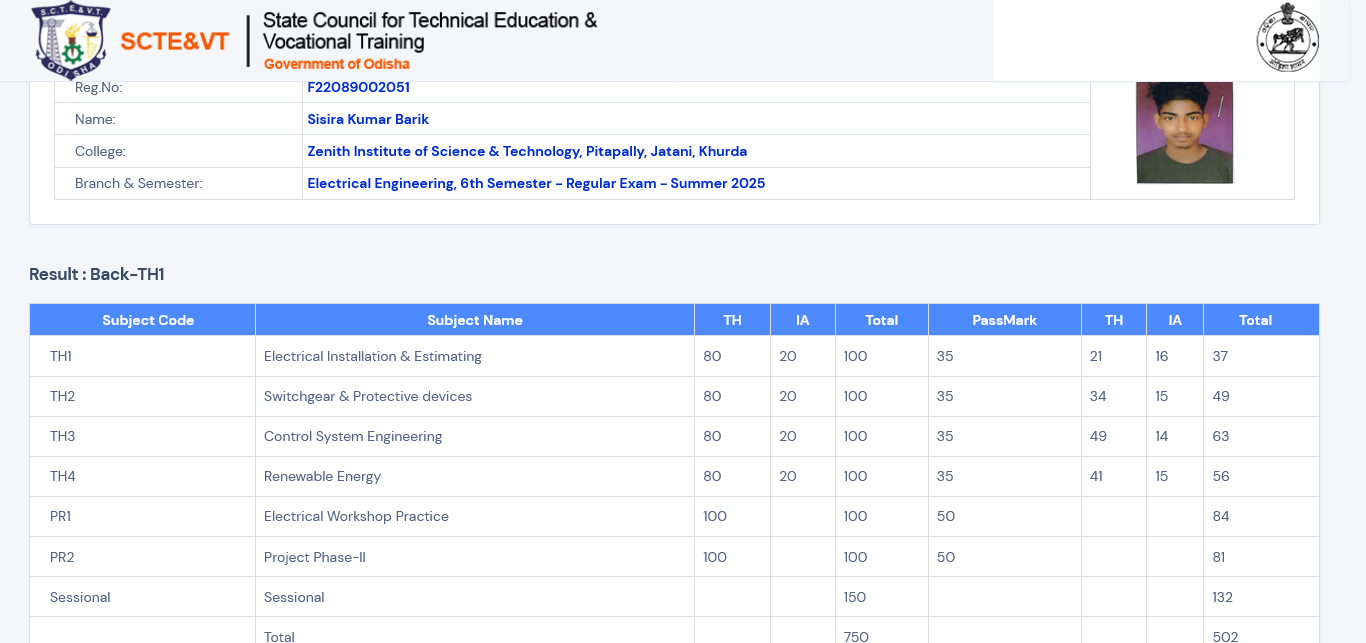 S.C.T.E.&V.T.
ODISHA
SCTE&VT
State Council for Technical Education &
Vocational Training
Government of Odisha
Reg.No: F22089002051
Name: Sisira Kumar Barik
College: Zenith Institute of Science & Technology, Pitapally, Jatani, Khurda
Branch & Semester: Electrical Engineering, 6th Semester - Regular Exam - Summer 2025
Result : Back-TH1
Subject Code Subject Name TH IA Total PassMark TH IA Total
TH1 Electrical Installation & Estimating 80 20 100 35 21 16 37
TH2 Switchgear & Protective devices 80 20 100 35 34 15 49
TH3 Control System Engineering 80 20 100 35 49 14 63
TH4 Renewable Energy 80 20 100 35 41 15 56
PR1 Electrical Workshop Practice 100 100 50 84
PR2 Project Phase-II 100 100 50 81
Sessional Sessional 150 132
Total 750 502